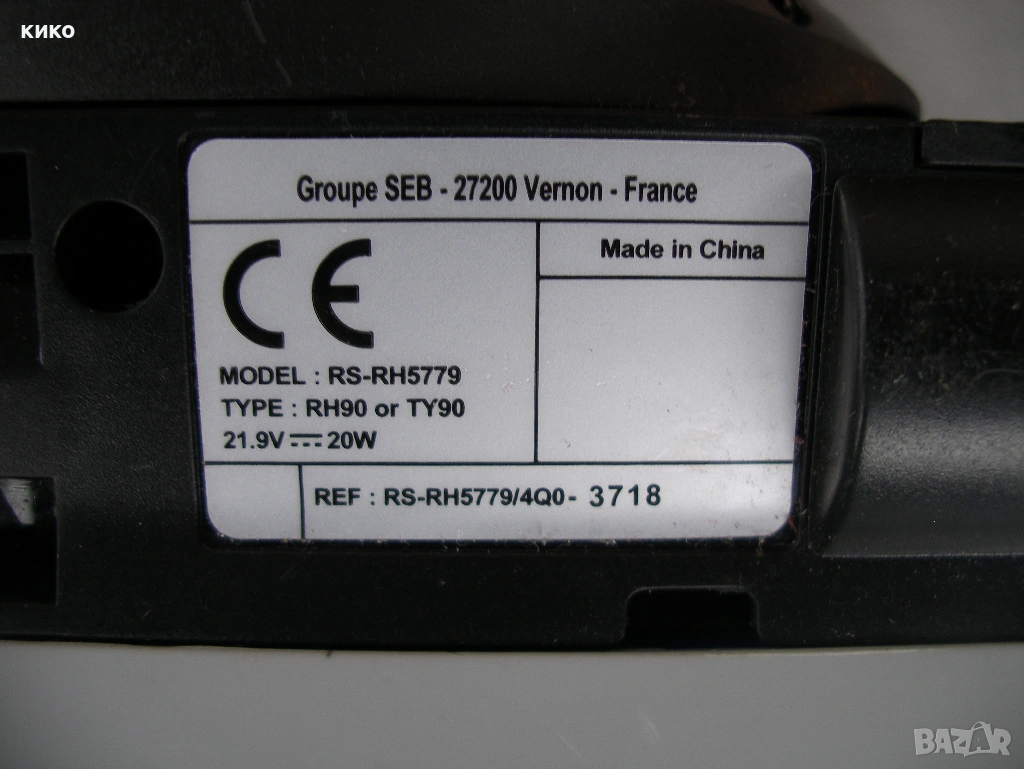 кико
Groupe SEB - 27200 Vernon - France
CE
Made in China
MODEL : RS-RH5779
TYPE : RH90 or TY90
21.9V ⎓ 20W
REF : RS-RH5779/4Q0- 3718
BAZAR